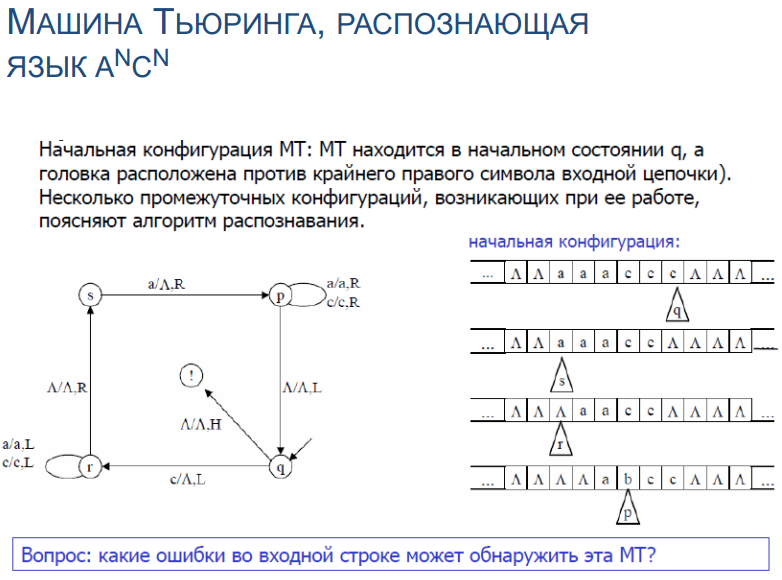 МАШИНА ТЬЮРИНГА, РАСПОЗНАЮЩАЯ
ЯЗЫК AᴺCᴺ
Начальная конфигурация МТ: МТ находится в начальном состоянии q, а
головка расположена против крайнего правого символа входной цепочки).
Несколько промежуточных конфигураций, возникающих при ее работе,
поясняют алгоритм распознавания.
начальная конфигурация:
... Λ Λ a a a c c c Λ Λ Λ ...
q
... Λ Λ a a a c c Λ Λ Λ Λ ...
s
... Λ Λ Λ a a c c Λ Λ Λ Λ ...
r
... Λ Λ Λ Λ a b c c Λ Λ Λ ...
p
s
a/Λ,R
p
a/a,R
c/c,R
Λ/Λ,R
!
Λ/Λ,L
Λ/Λ,H
a/a,L
c/c,L
r
c/Λ,L
q
Вопрос: какие ошибки во входной строке может обнаружить эта МТ?